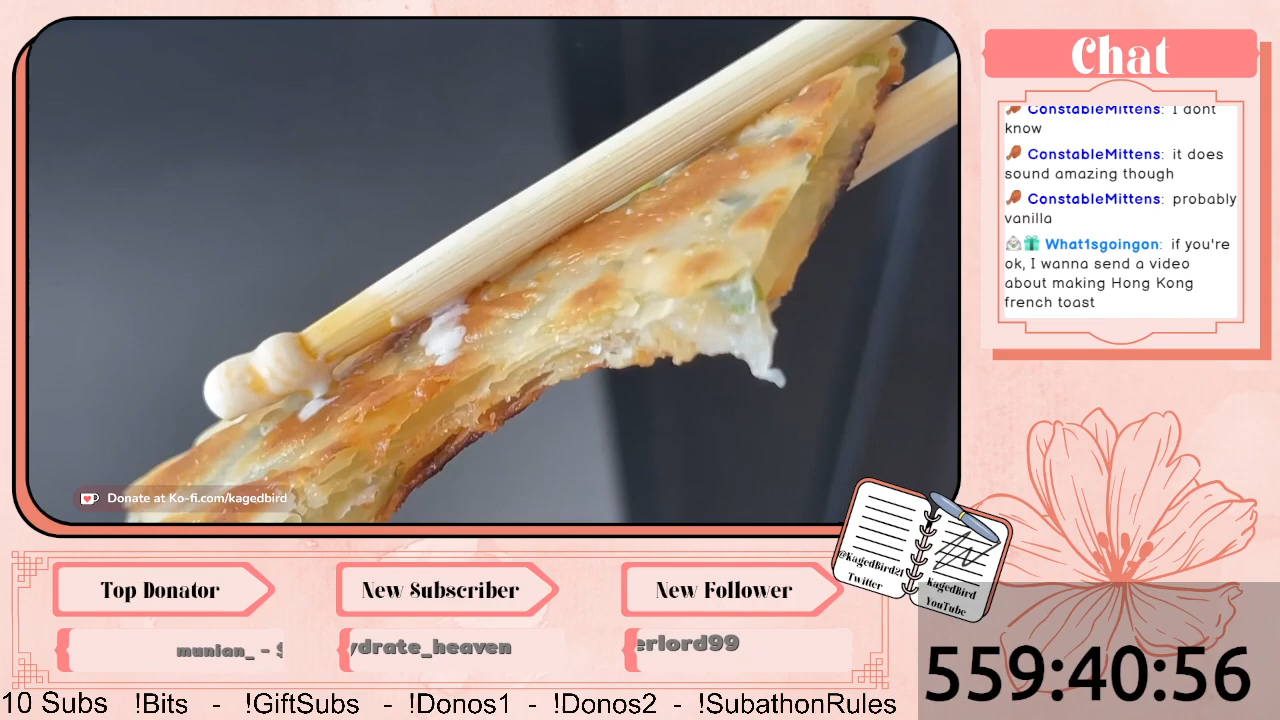 Chat
ConstableMittens: I dont
know
ConstableMittens: it does
sound amazing though
ConstableMittens: probably
vanilla
What1sgoingon: if you're
ok, I wanna send a video
about making Hong Kong
french toast
Donate at Ko-fi.com/kagedbird
@KagedBird21
Twitter
KagedBird
YouTube
Top Donator
New Subscriber
New Follower
munian_ -
ydrate_heaven
erlord99
10 Subs !Bits - !GiftSubs - !Donos1 - !Donos2 - !SubathonRules
559:40:56